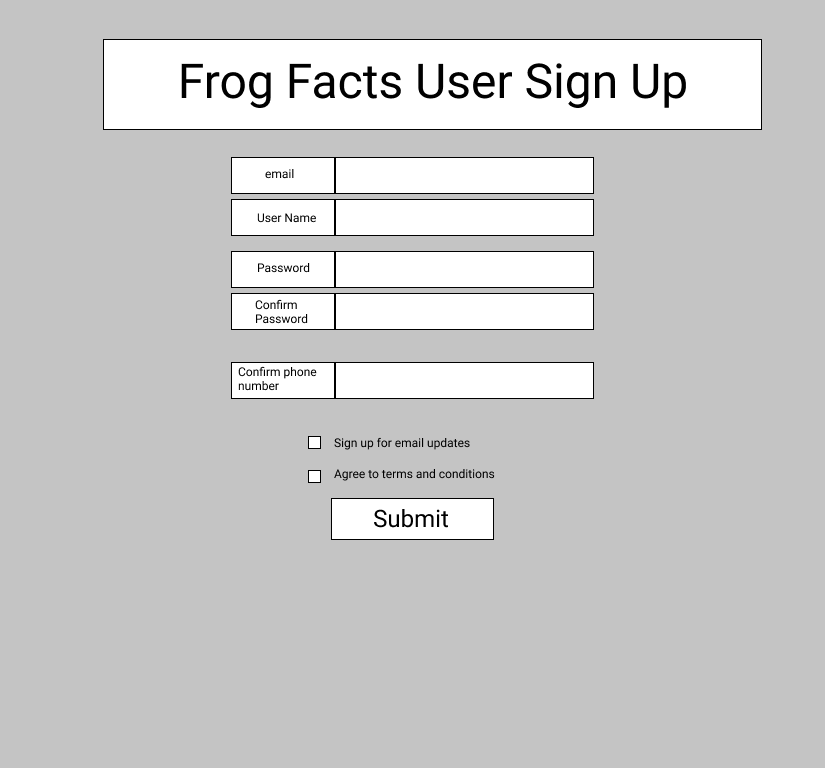 Frog Facts User Sign Up
email
User Name
Password
Confirm
Password
Confirm phone
number
Sign up for email updates
Agree to terms and conditions
Submit